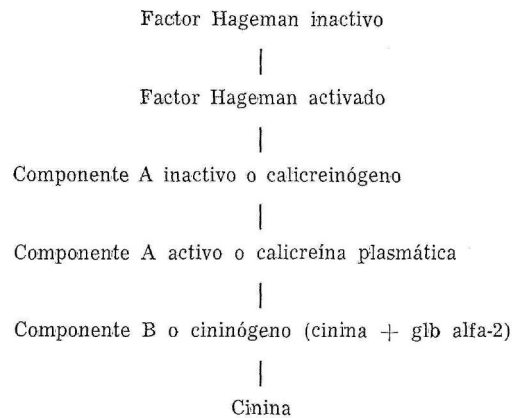 Factor Hageman inactivo
Factor Hageman activado
Componente A inactivo o calicreinógeno
Componente A activo o calicreína plasmática
Componente B o cininógeno (cinina + glb alfa-2)
Cinina